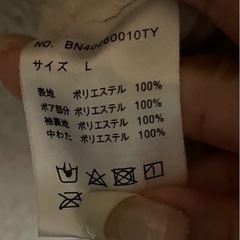 NO. BN40260010TY
サイズ L
表地 ポリエステル 100%
ボア部分 ポリエステル 100%
袖裏地 ポリエステル 100%
中わた ポリエステル 100%